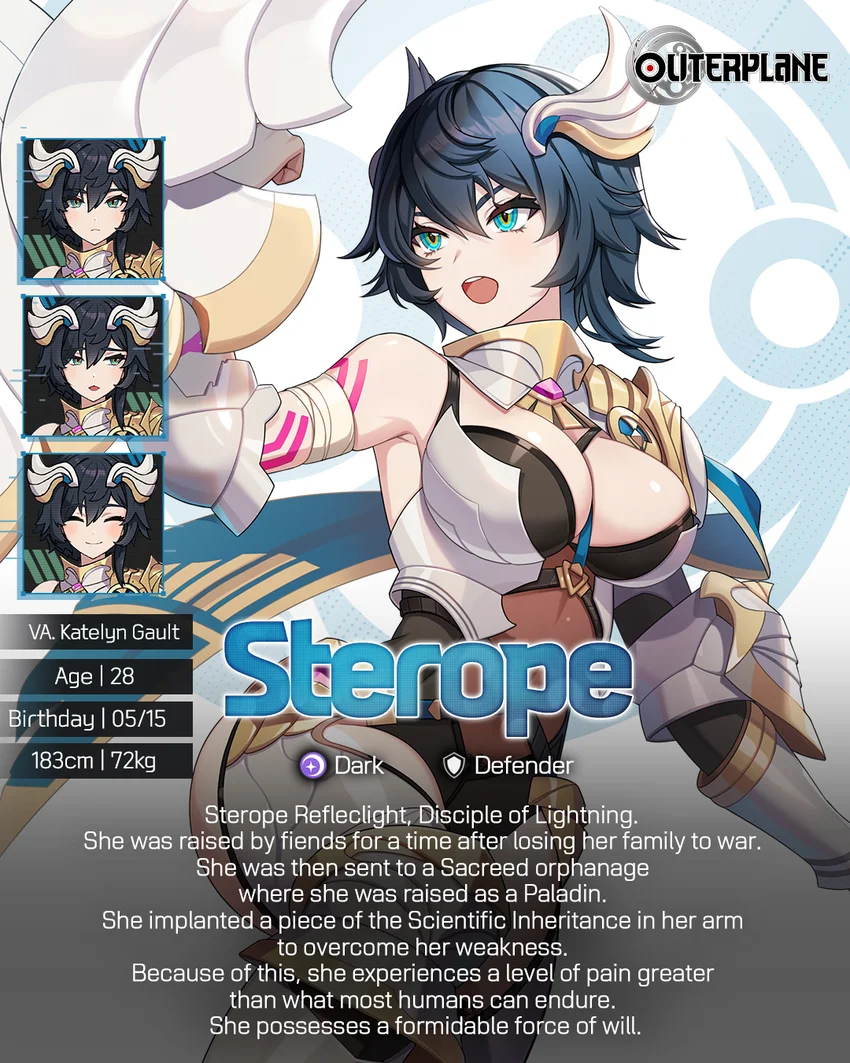 OUTERPLANE
VA. Katelyn Gault
Age | 28
Birthday | 05/15
183cm | 72kg
Sterope
Dark
Defender
Sterope Refleclight, Disciple of Lightning.
She was raised by fiends for a time after losing her family to war.
She was then sent to a Sacreed orphanage
where she was raised as a Paladin.
She implanted a piece of the Scientific Inheritance in her arm
to overcome her weakness.
Because of this, she experiences a level of pain greater
than what most humans can endure.
She possesses a formidable force of will.